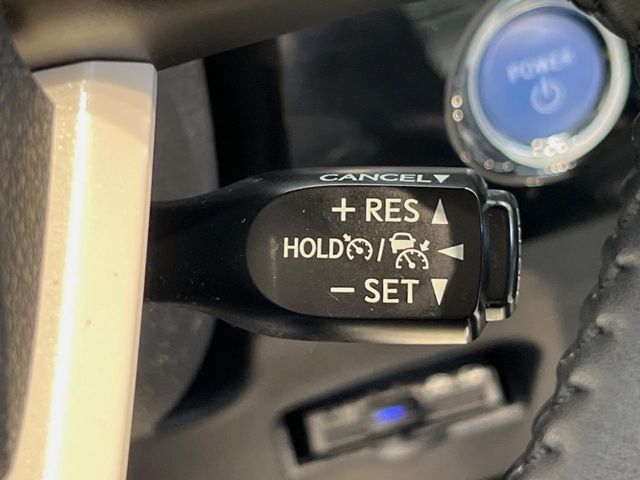 POWER
CANCEL▼
+ RES ▲
HOLD / ◀
− SET ▼